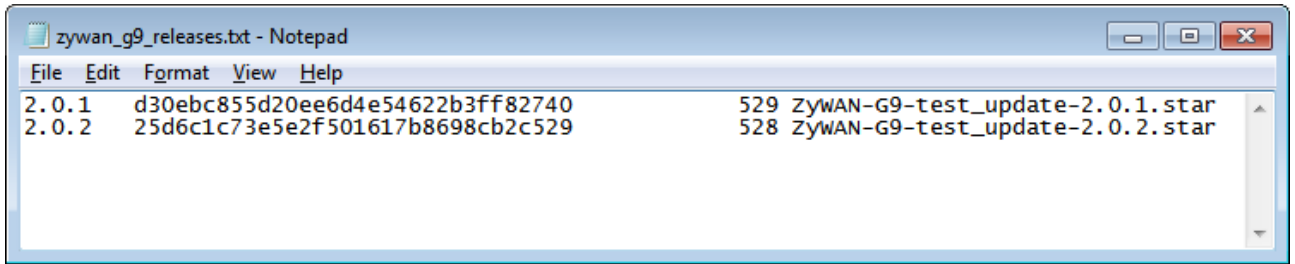 zywan_g9_releases.txt - Notepad
File Edit Format View Help
2.0.1 d30ebc855d20ee6d4e54622b3ff82740 529 ZyWAN-G9-test_update-2.0.1.star
2.0.2 25d6c1c73e5e2f501617b8698cb2c529 528 ZyWAN-G9-test_update-2.0.2.star